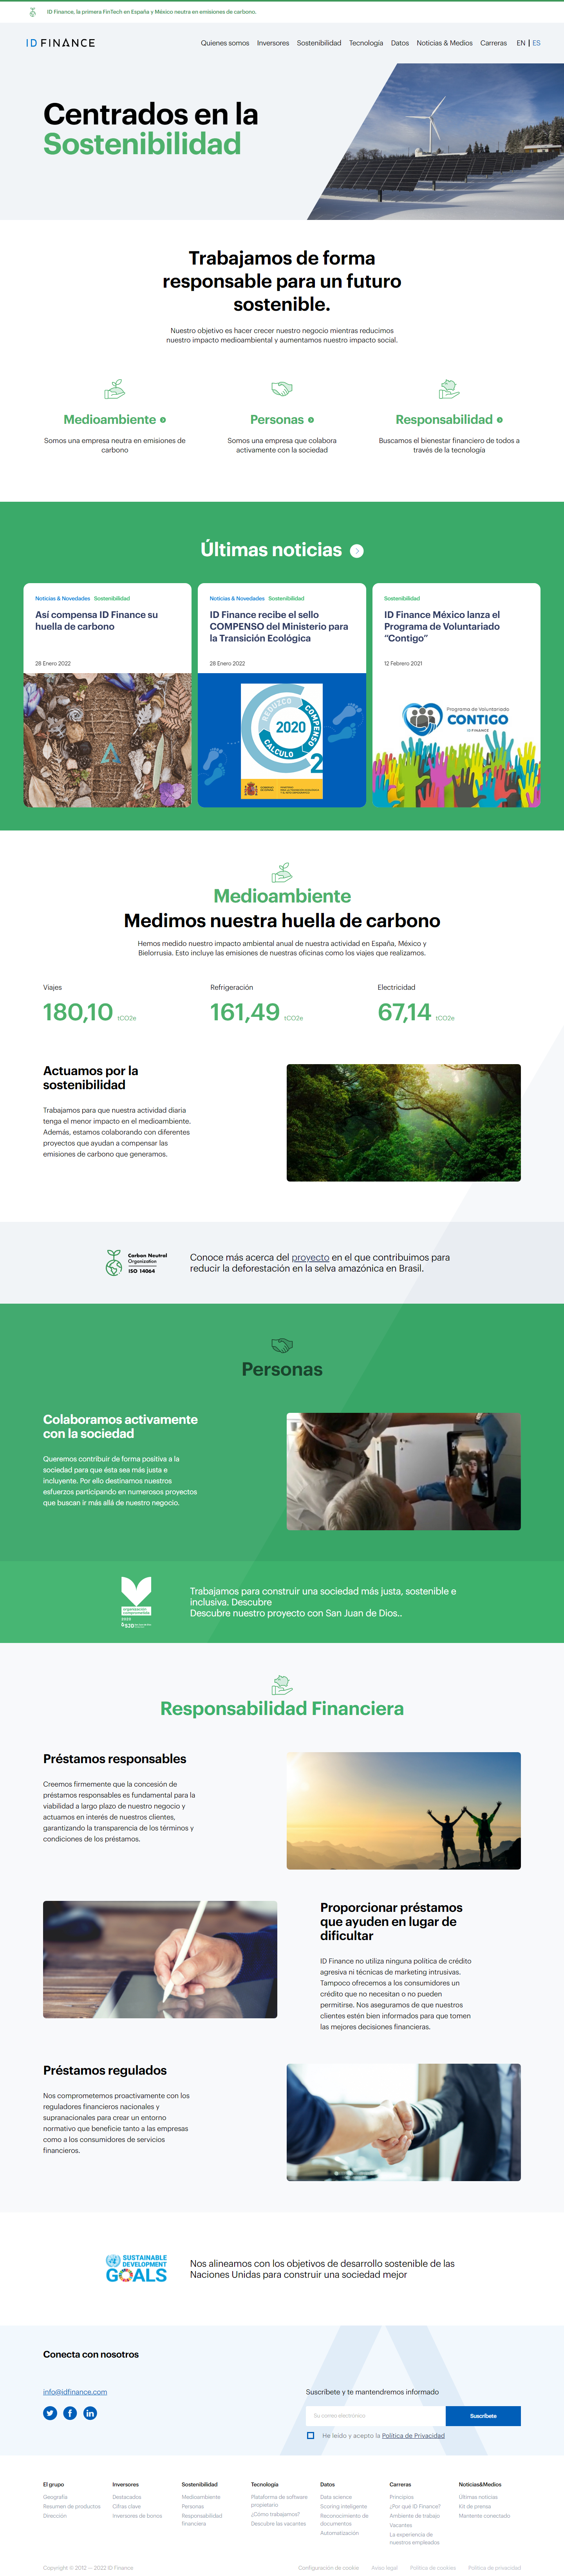 ID Finance, la primera FinTech en España y México neutra en emisiones de carbono.
ID FINANCE
Quienes somos Inversores Sostenibilidad Tecnología Datos Noticias & Medios Carreras EN | ES
Centrados en la
Sostenibilidad
Trabajamos de forma
responsable para un futuro
sostenible.
Nuestro objetivo es hacer crecer nuestro negocio mientras reducimos
nuestro impacto medioambiental y aumentamos nuestro impacto social.
Medioambiente
Somos una empresa neutra en emisiones de
carbono
Personas
Somos una empresa que colabora
activamente con la sociedad
Responsabilidad
Buscamos el bienestar financiero de todos a
través de la tecnología
Últimas noticias
Noticias & Novedades Sostenibilidad
Así compensa ID Finance su
huella de carbono
28 Enero 2022
Noticias & Novedades Sostenibilidad
ID Finance recibe el sello
COMPENSO del Ministerio para
la Transición Ecológica
28 Enero 2022
REDUZCO
COMPENSO
CALCULO
2020
2
Sostenibilidad
ID Finance México lanza el
Programa de Voluntariado
“Contigo”
12 Febrero 2021
Programa de Voluntariado
CONTIGO
ID FINANCE
Medioambiente
Medimos nuestra huella de carbono
Hemos medido nuestro impacto ambiental anual de nuestra actividad en España, México y
Bielorrusia. Esto incluye las emisiones de nuestras oficinas como los viajes que realizamos.
Viajes
180,10 tCO2e
Refrigeración
161,49 tCO2e
Electricidad
67,14 tCO2e
Actuamos por la
sostenibilidad
Trabajamos para que nuestra actividad diaria
tenga el menor impacto en el medioambiente.
Además, estamos colaborando con diferentes
proyectos que ayudan a compensar las
emisiones de carbono que generamos.
Carbon Neutral
Organization
ISO 14064
Conoce más acerca del proyecto en el que contribuimos para
reducir la deforestación en la selva amazónica en Brasil.
Personas
Colaboramos activamente
con la sociedad
Queremos contribuir de forma positiva a la
sociedad para que ésta sea más justa e
incluyente. Por ello destinamos nuestros
esfuerzos participando en numerosos proyectos
que buscan ir más allá de nuestro negocio.
SJD
Trabajamos para construir una sociedad más justa, sostenible e
inclusiva. Descubre
Descubre nuestro proyecto con San Juan de Dios..
Responsabilidad Financiera
Préstamos responsables
Creemos firmemente que la concesión de
préstamos responsables es fundamental para la
viabilidad a largo plazo de nuestro negocio y
actuamos en interés de nuestros clientes,
garantizando la transparencia de los términos y
condiciones de los préstamos.
Proporcionar préstamos
que ayuden en lugar de
dificultar
ID Finance no utiliza ninguna política de crédito
agresiva ni técnicas de marketing intrusivas.
Tampoco ofrecemos a los consumidores un
crédito que no necesitan o no pueden
permitirse. Nos aseguramos de que nuestros
clientes estén bien informados para que tomen
las mejores decisiones financieras.
Préstamos regulados
Nos comprometemos proactivamente con los
reguladores financieros nacionales y
supranacionales para crear un entorno
normativo que beneficie tanto a las empresas
como a los consumidores de servicios
financieros.
SUSTAINABLE
DEVELOPMENT
GOALS
Nos alineamos con los objetivos de desarrollo sostenible de las
Naciones Unidas para construir una sociedad mejor
Conecta con nosotros
info@idfinance.com
Suscríbete y te mantendremos informado
Su correo electrónico
Suscríbete
He leído y acepto la Política de Privacidad
El grupo
Geografía
Resumen de productos
Dirección
Inversores
Destacados
Cifras clave
Inversores de bonos
Sostenibilidad
Medioambiente
Personas
Responsabilidad
financiera
Tecnología
Plataforma de software
propietario
¿Cómo trabajamos?
Descubre las vacantes
Datos
Data science
Scoring inteligente
Reconocimiento de
documentos
Automatización
Carreras
Principios
¿Por qué ID Finance?
Ambiente de trabajo
Vacantes
La experiencia de
nuestros empleados
Noticias&Medios
Últimas noticias
Kit de prensa
Mantente conectado
Copyright © 2012 — 2022 ID Finance
Configuración de cookie Aviso legal Política de cookies Política de privacidad